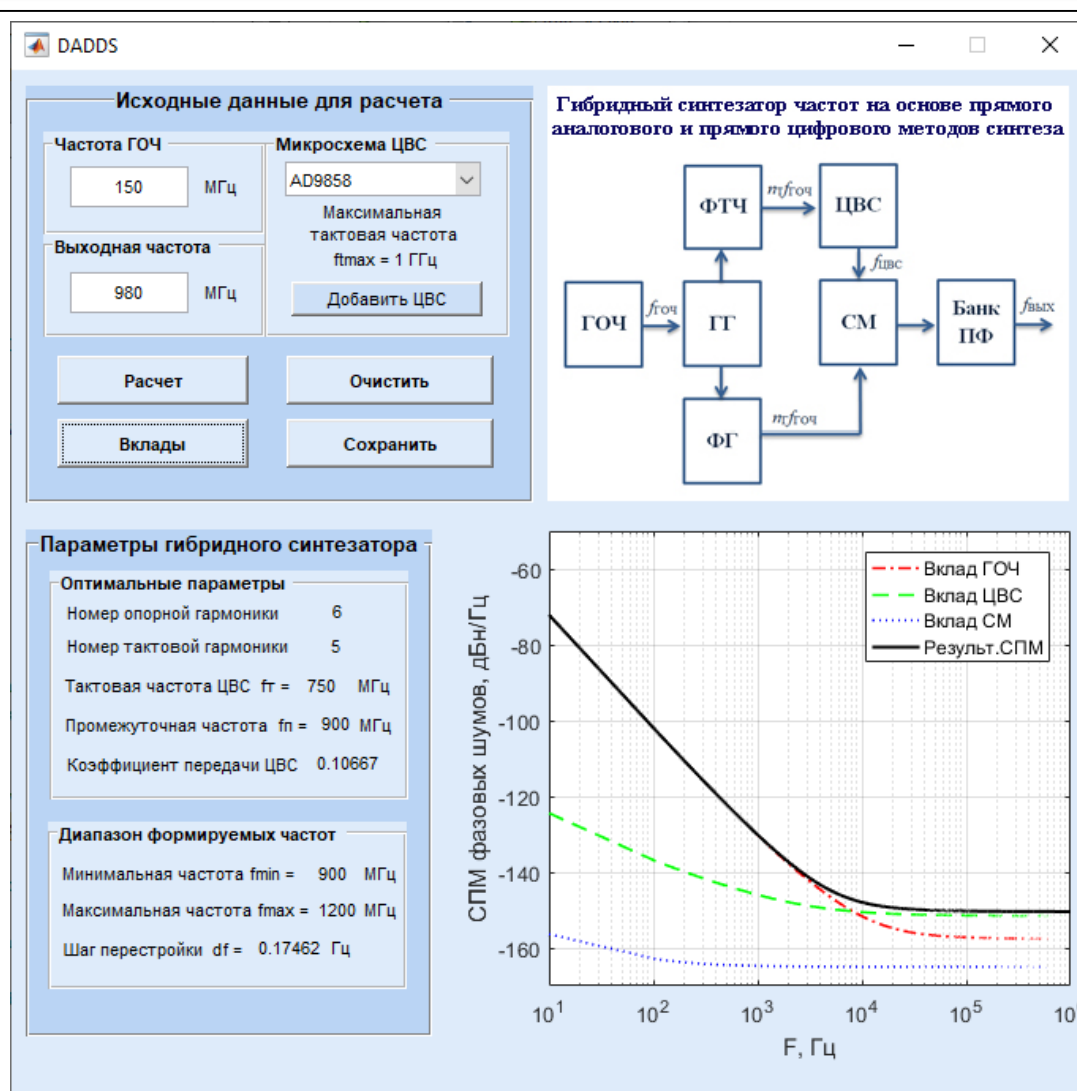 DADDS
Исходные данные для расчета
Частота ГОЧ
150 МГц
Выходная частота
980 МГц
Микросхема ЦВС
AD9858
Максимальная
тактовая частота
ftmax = 1 ГГц
Добавить ЦВС
Расчет
Очистить
Вклады
Сохранить
Гибридный синтезатор частот на основе прямого
аналогового и прямого цифрового методов синтеза
ФТЧ
nтfГОЧ
ЦВС
fЦВС
ГОЧ
fГОЧ
ГГ
СМ
Банк
ПФ
fВЫХ
ФГ
nгfГОЧ
Параметры гибридного синтезатора
Оптимальные параметры
Номер опорной гармоники 6
Номер тактовой гармоники 5
Тактовая частота ЦВС fт = 750 МГц
Промежуточная частота fп = 900 МГц
Коэффициент передачи ЦВС 0.10667
Диапазон формируемых частот
Минимальная частота fmin = 900 МГц
Максимальная частота fmax = 1200 МГц
Шаг перестройки df = 0.17462 Гц
СПМ фазовых шумов, дБн/Гц
-60
-80
-100
-120
-140
-160
Вклад ГОЧ
Вклад ЦВС
Вклад СМ
Результ.СПМ
10¹ 10² 10³ 10⁴ 10⁵
F, Гц